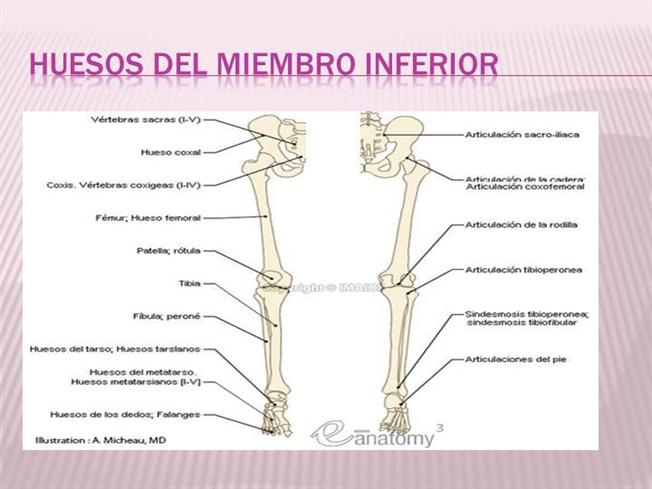 HUESOS DEL MIEMBRO INFERIOR
Vértebras sacras (I-V)
Hueso coxal
Coxis. Vértebras coxigeas (I-IV)
Fémur; Hueso femoral
Patella; rótula
Tibia
Fíbula; peroné
Huesos del tarso; Huesos tarslanos
Huesos del metatarso.
Huesos metatarsianos [I-V]
Huesos de los dedos; Falanges
Illustration : A. Micheau, MD
Articulación sacro-iliaca
Articulación de la cadera;
Articulación coxofemoral
Articulación de la rodilla
Articulación tibioperonea
Sindesmosis tibioperonea;
sindesmosis tibiofibular
Articulaciones del pie
right © IMAIO
e-anatomy
3